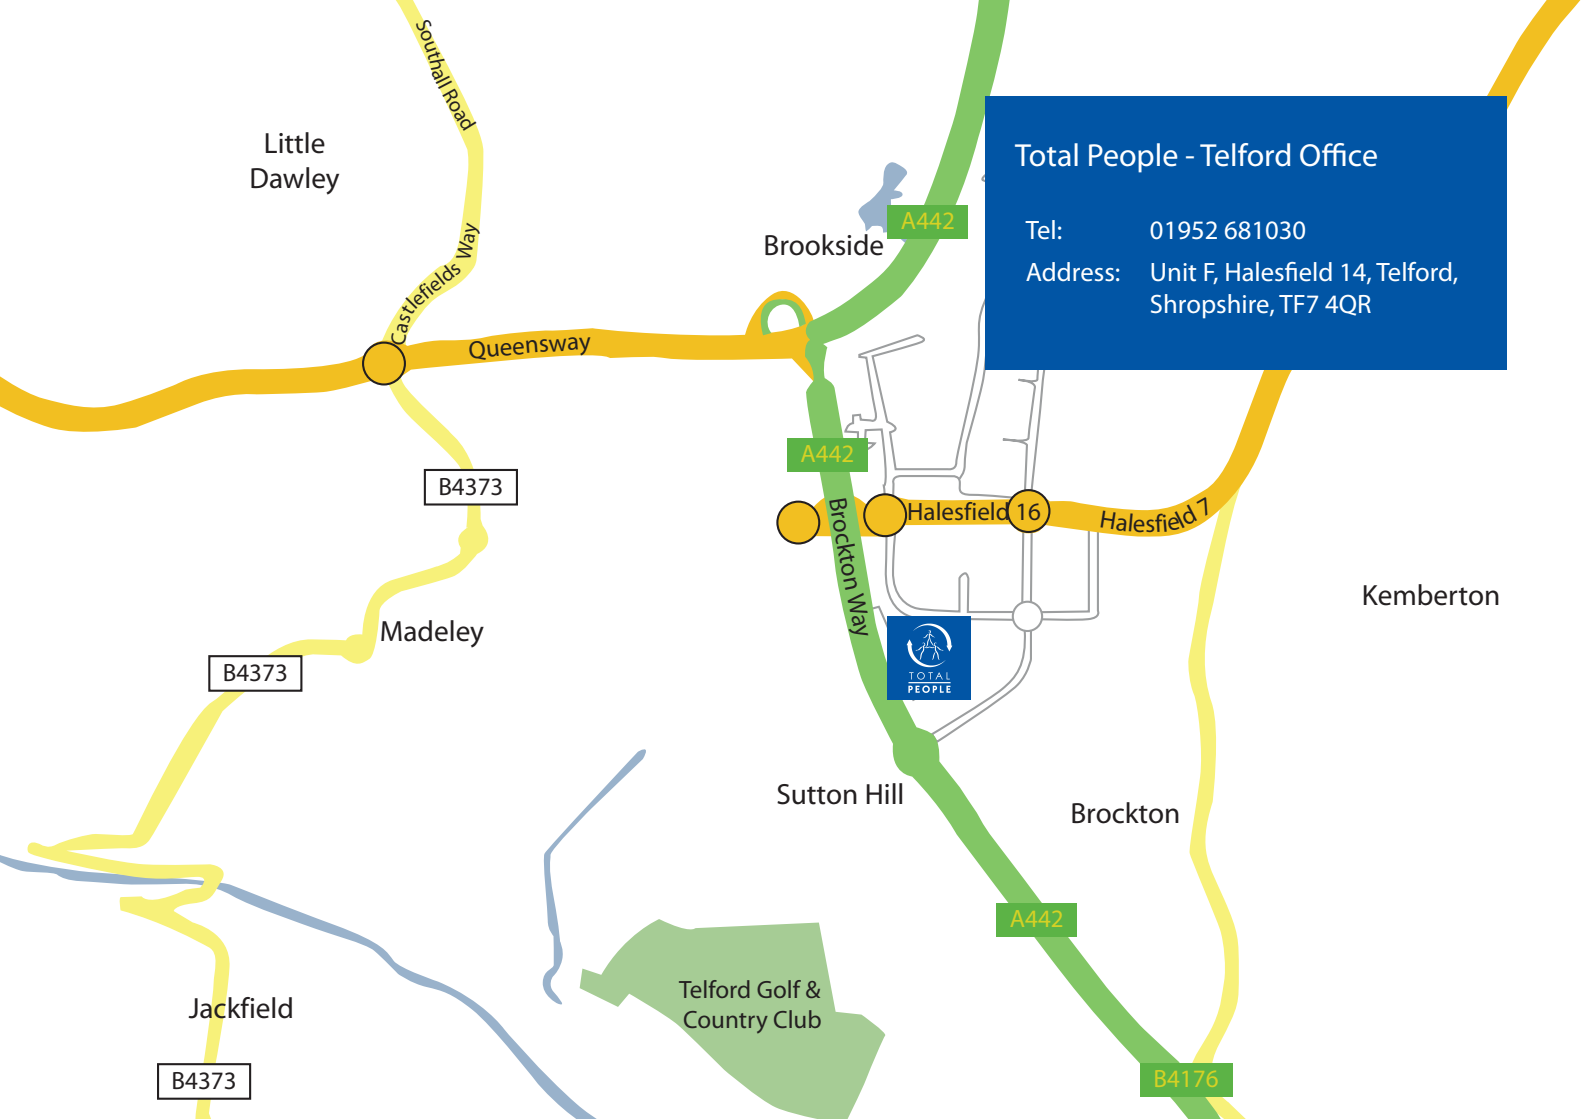 Southall Road
Little
Dawley
Total People - Telford Office
A442
Tel: 01952 681030
Brookside
Castlefields Way
Address: Unit F, Halesfield 14, Telford,
Shropshire, TF7 4QR
Queensway
A442
B4373
Brockton Way
Halesfield 16
Halesfield 7
Kemberton
Madeley
B4373
TOTAL
PEOPLE
Sutton Hill
Brockton
A442
Telford Golf &
Country Club
Jackfield
B4373
B4176